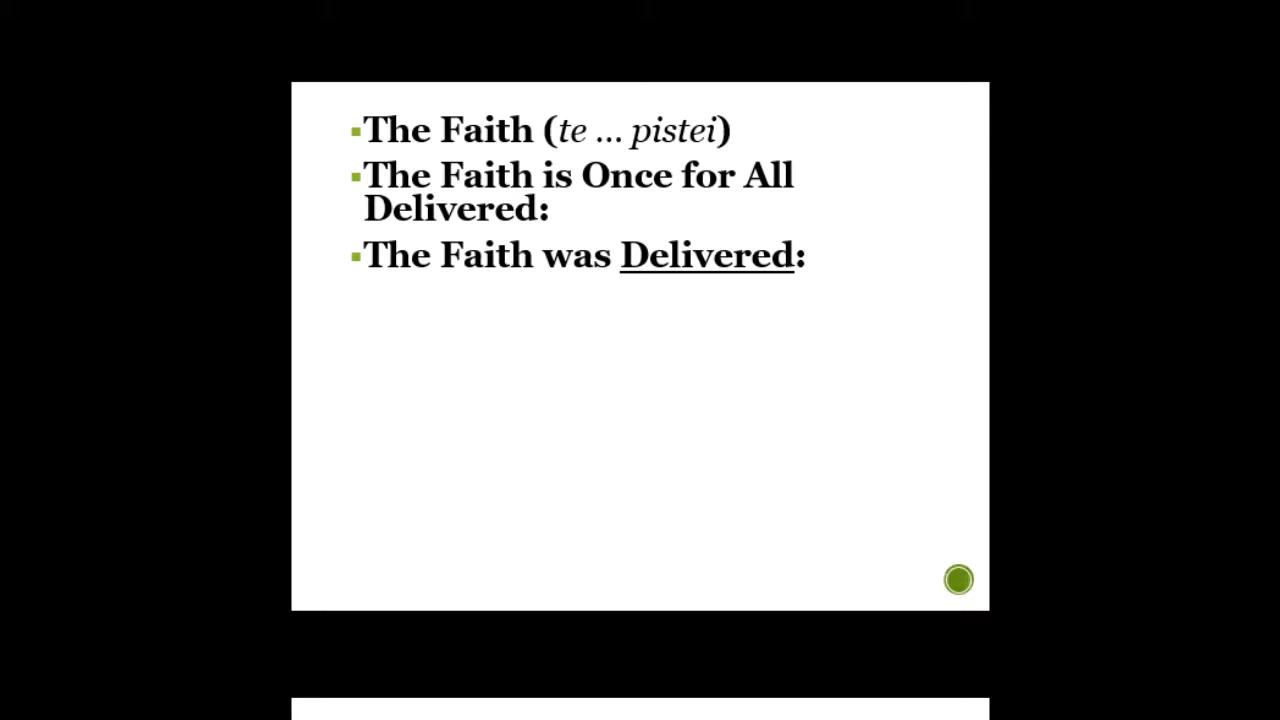 ▪The Faith (te ... pistei)
▪The Faith is Once for All
Delivered:
▪The Faith was Delivered: